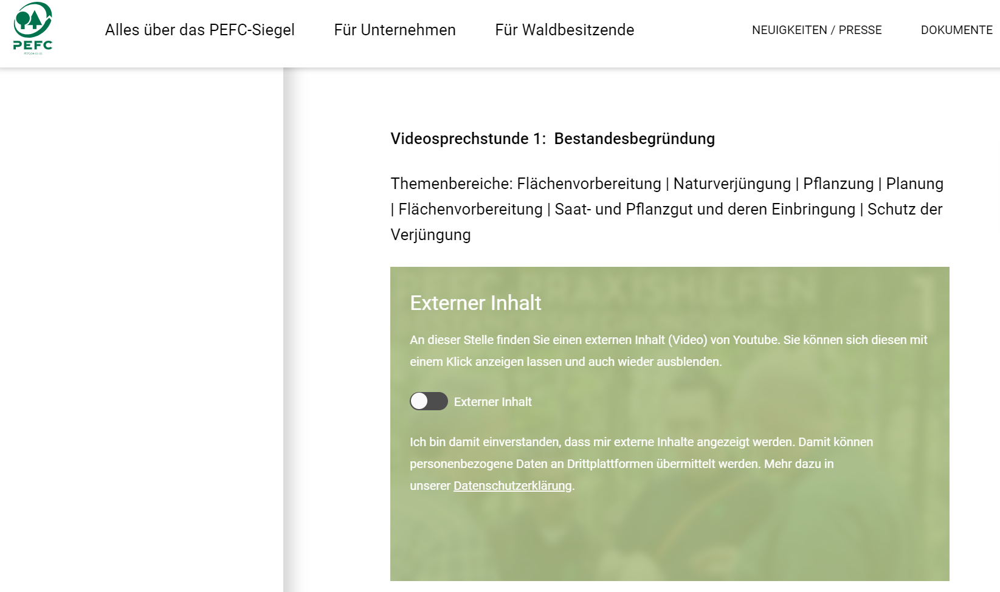 PEFC
Alles über das PEFC-Siegel
Für Unternehmen
Für Waldbesitzende
NEUIGKEITEN / PRESSE
DOKUMENTE
Videosprechstunde 1:  Bestandesbegründung
Themenbereiche: Flächenvorbereitung | Naturverjüngung | Pflanzung | Planung
| Flächenvorbereitung | Saat- und Pflanzgut und deren Einbringung | Schutz der
Verjüngung
PEFC PRAXISHILFEN 1
Externer Inhalt
An dieser Stelle finden Sie einen externen Inhalt (Video) von Youtube. Sie können sich diesen mit
einem Klick anzeigen lassen und auch wieder ausblenden.
Externer Inhalt
Ich bin damit einverstanden, dass mir externe Inhalte angezeigt werden. Damit können
personenbezogene Daten an Drittplattformen übermittelt werden. Mehr dazu in
unserer Datenschutzerklärung.